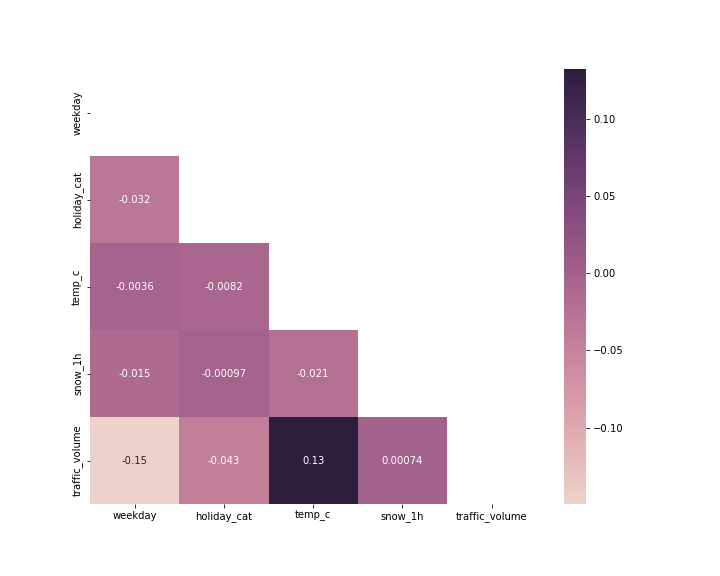 weekday
holiday_cat
-0.032
temp_c
-0.0036 -0.0082
snow_1h
-0.015 -0.00097 -0.021
traffic_volume
-0.15 -0.043 0.13 0.00074
weekday holiday_cat temp_c snow_1h traffic_volume
0.10
0.05
0.00
−0.05
−0.10